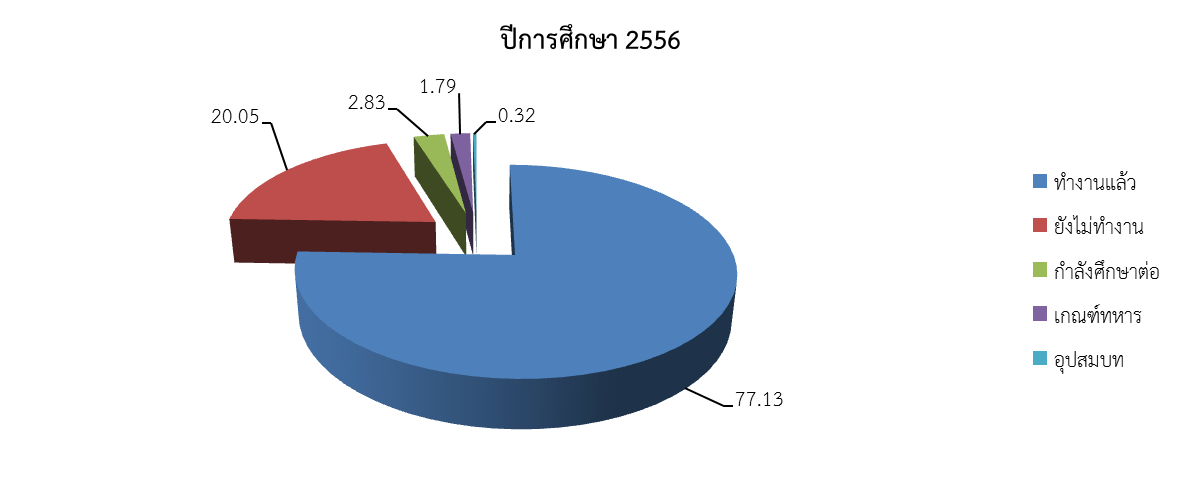 ปีการศึกษา 2556
1.79
2.83
0.32
20.05
77.13
ทำงานแล้ว
ยังไม่ทำงาน
กำลังศึกษาต่อ
เกณฑ์ทหาร
อุปสมบท